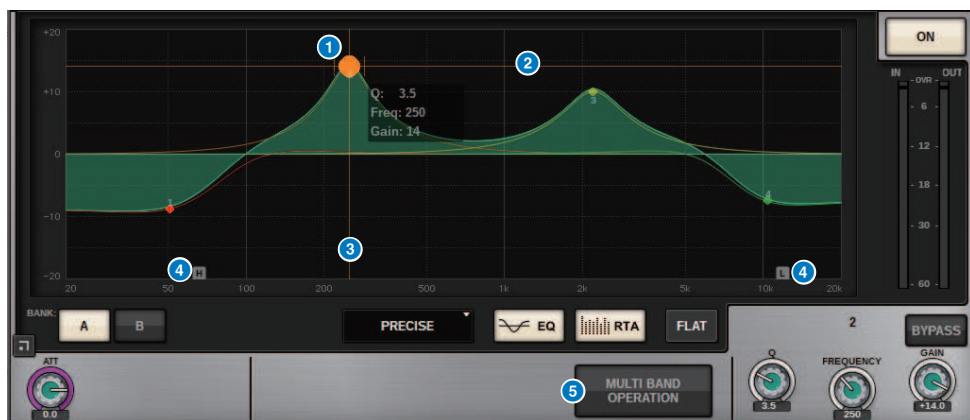 +20
ON
1
2
IN OVR OUT
+10
Q: 3.5
Freq: 250
Gain: 14
3
6
12
0
18
1
4
-10
30
3
4 H
L 4
-20
60
20 50 100 200 500 1k 2k 5k 10k 20k
BANK: A B
PRECISE
EQ
RTA
FLAT
2
BYPASS
ATT
Q
FREQUENCY
GAIN
5
MULTI BAND
OPERATION
0.0
3.5
250
+14.0